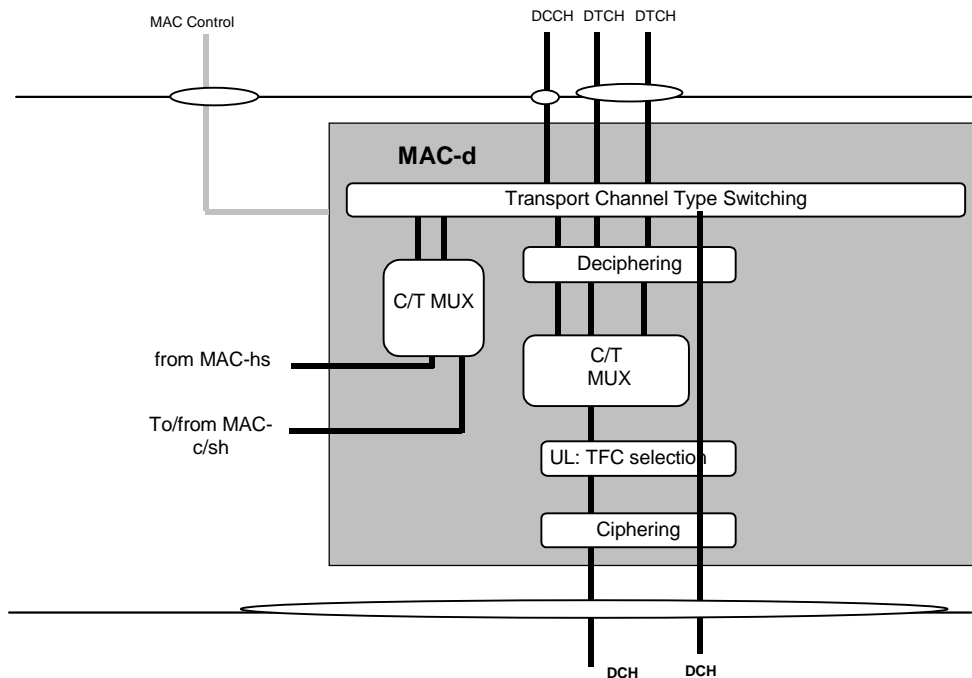 MAC Control
DCCH DTCH DTCH
MAC-d
Transport Channel Type Switching
Deciphering
C/T MUX
C/T
MUX
from MAC-hs
To/from MAC-
c/sh
UL: TFC selection
Ciphering
DCH
DCH